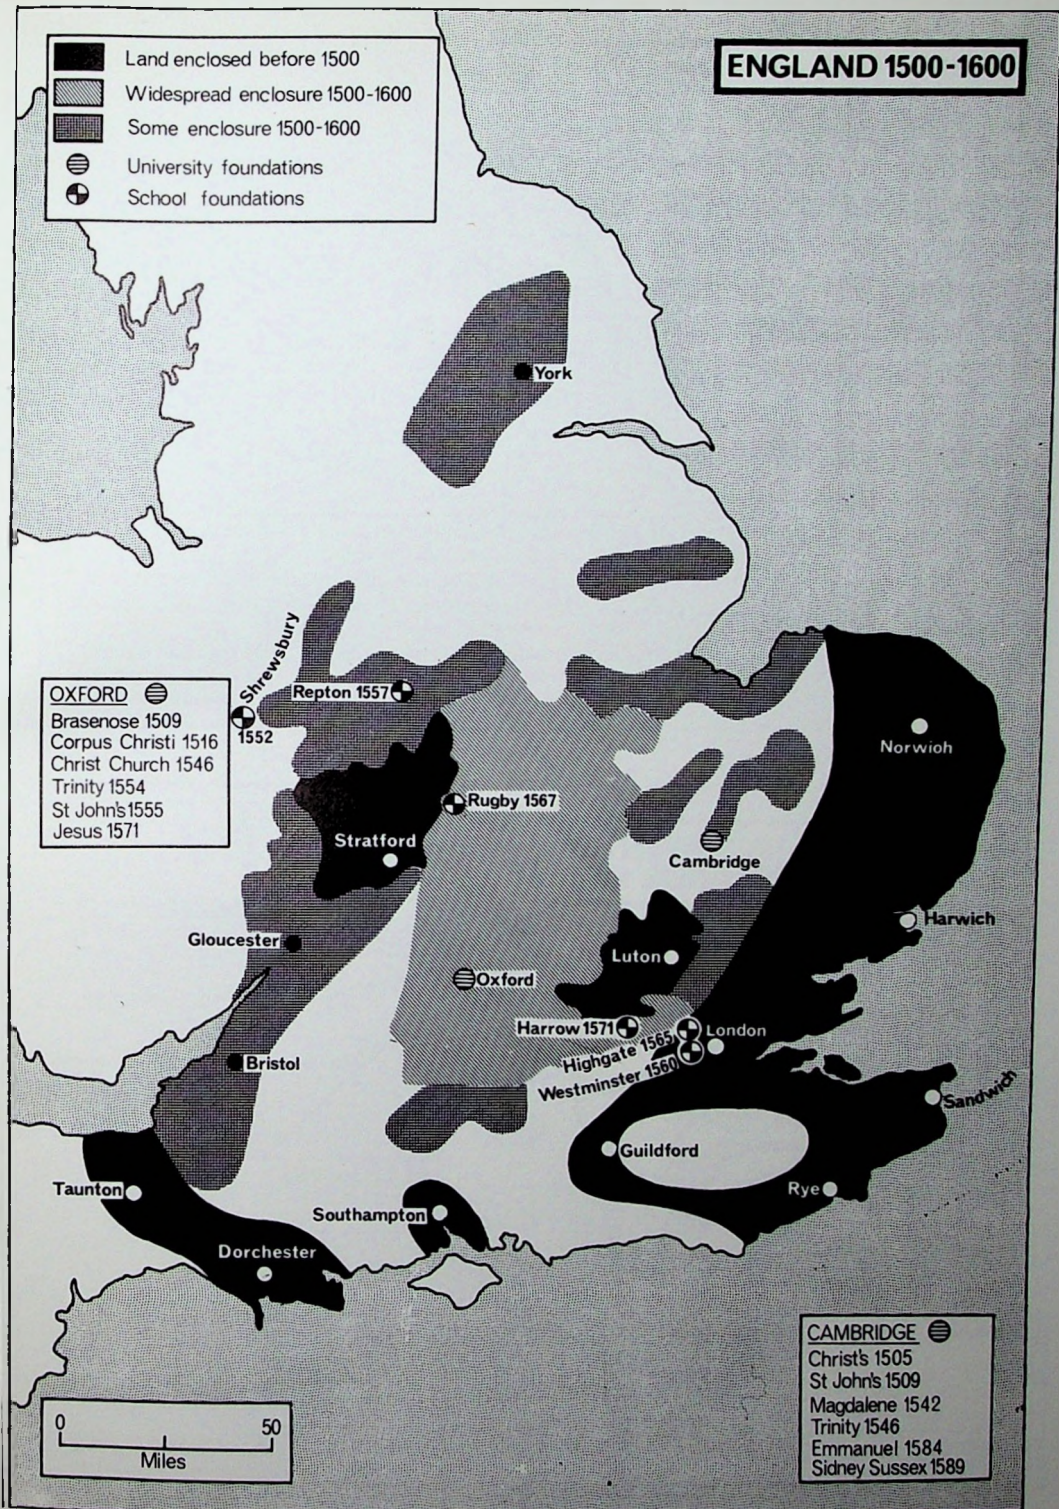 ENGLAND 1500-1600
Land enclosed before 1500
Widespread enclosure 1500-1600
Some enclosure 1500-1600
University foundations
School foundations
York
Shrewsbury
1552
Repton 1557
OXFORD
Brasenose 1509
Corpus Christi 1516
Christ Church 1546
Trinity 1554
St John's 1555
Jesus 1571
Norwich
Rugby 1567
Stratford
Cambridge
Harwich
Gloucester
Luton
Oxford
Harrow 1571
Highgate 1565
London
Westminster 1560
Bristol
Sandwich
Guildford
Taunton
Rye
Southampton
Dorchester
CAMBRIDGE
Christ's 1505
St John's 1509
Magdalene 1542
Trinity 1546
Emmanuel 1584
Sidney Sussex 1589
0 50
Miles